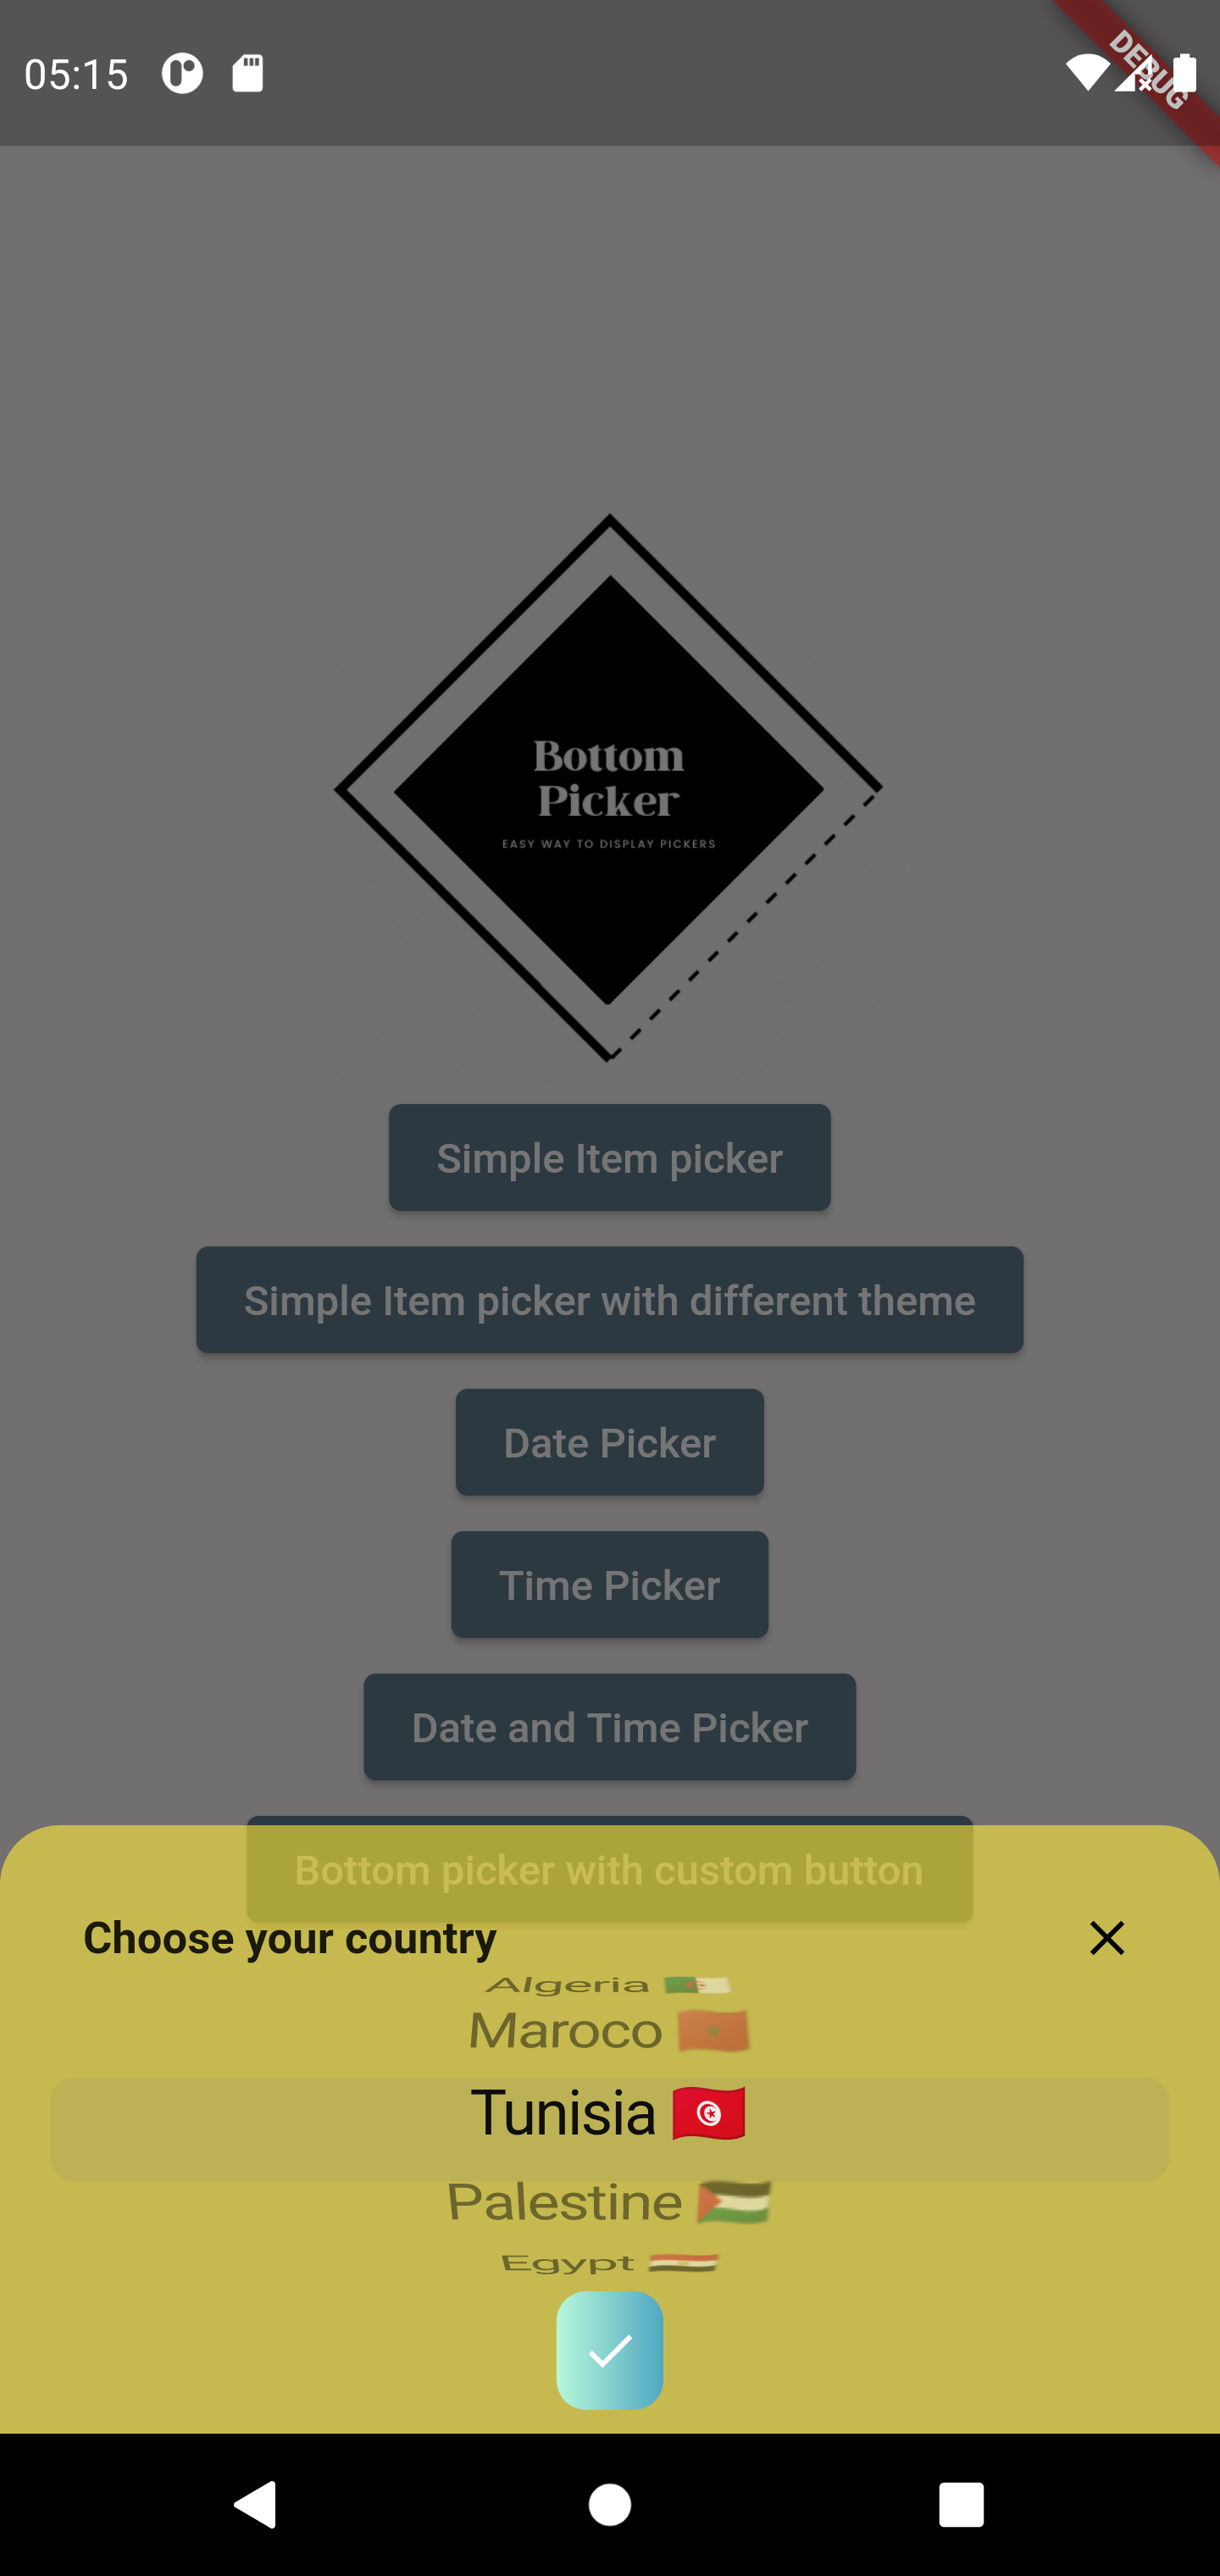 05:15
DEBUG
Bottom
Picker
EASY WAY TO DISPLAY PICKERS
Simple Item picker
Simple Item picker with different theme
Date Picker
Time Picker
Date and Time Picker
Bottom picker with custom button
Choose your country
Algeria 🇩🇿
Maroco 🇲🇦
Tunisia 🇹🇳
Palestine 🇵🇸
Egypt 🇪🇬